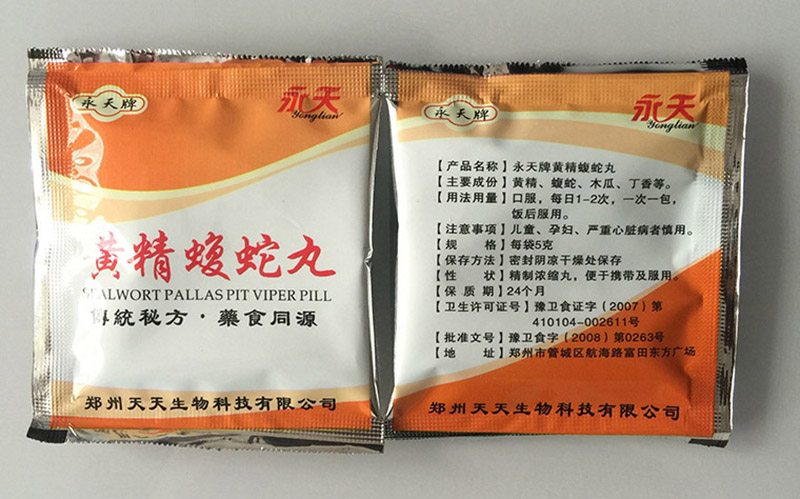 永天牌
永天
Yongtian
黄精蝮蛇丸
SEALWORT PALLAS PIT VIPER PILL
傳統秘方·藥食同源
郑州天天生物科技有限公司
永天牌
永天
Yongtian
【产品名称】永天牌黄精蝮蛇丸
【主要成份】黄精、蝮蛇、木瓜、丁香等。
【用法用量】口服，每日1-2次，一次一包，
饭后服用。
【注意事项】儿童、孕妇、严重心脏病者慎用。
【规 格】每袋5克
【保存方法】密封阴凉干燥处保存
【性 状】精制浓缩丸，便于携带及服用。
【保 质 期】24个月
【卫生许可证号】豫卫食证字（2007）第
410104-002611号
【批准文号】豫卫食字（2008）第0263号
【地 址】郑州市管城区航海路富田东方广场
郑州天天生物科技有限公司